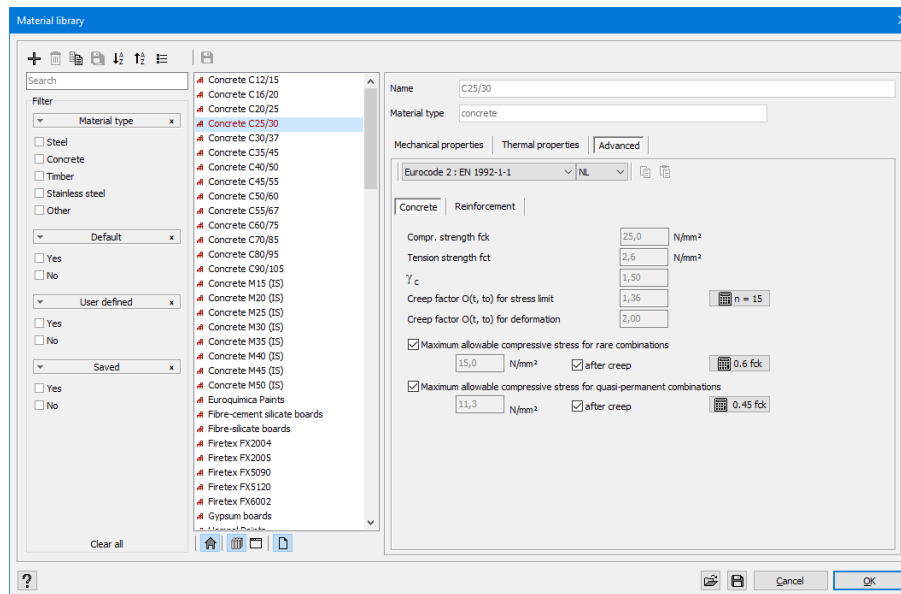 Material library
Search
Filter
Material type x
Steel
Concrete
Timber
Stainless steel
Other
Default x
Yes
No
User defined x
Yes
No
Saved x
Yes
No
Clear all
Concrete C12/15
Concrete C16/20
Concrete C20/25
Concrete C25/30
Concrete C30/37
Concrete C35/45
Concrete C40/50
Concrete C45/55
Concrete C50/60
Concrete C55/67
Concrete C60/75
Concrete C70/85
Concrete C80/95
Concrete C90/105
Concrete M15 (IS)
Concrete M20 (IS)
Concrete M25 (IS)
Concrete M30 (IS)
Concrete M35 (IS)
Concrete M40 (IS)
Concrete M45 (IS)
Concrete M50 (IS)
Euroquimica Paints
Fibre-cement silicate boards
Fibre-silicate boards
Firetex FX2004
Firetex FX2005
Firetex FX5090
Firetex FX5120
Firetex FX6002
Gypsum boards
Name C25/30
Material type concrete
Mechanical properties Thermal properties Advanced
Eurocode 2 : EN 1992-1-1 NL
Concrete Reinforcement
Compr. strength fck 25,0 N/mm²
Tension strength fct 2,6 N/mm²
γ c 1,50
Creep factor O(t, to) for stress limit 1,36 n = 15
Creep factor O(t, to) for deformation 2,00
Maximum allowable compressive stress for rare combinations
15,0 N/mm² after creep 0.6 fck
Maximum allowable compressive stress for quasi-permanent combinations
11,3 N/mm² after creep 0.45 fck
? Cancel OK